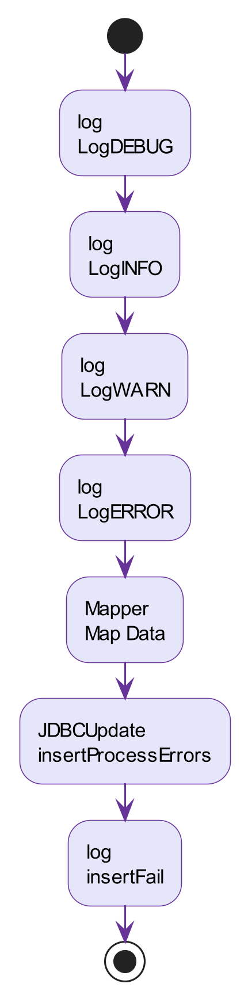 log
LogDEBUG
log
LogINFO
log
LogWARN
log
LogERROR
Mapper
Map Data
JDBCUpdate
insertProcessErrors
log
insertFail